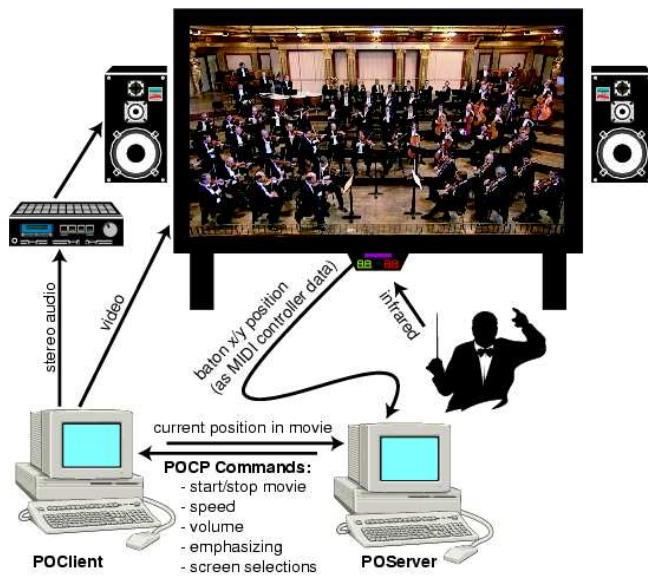 stereo audio
video
baton x/y position
(as MIDI controller data)
infrared
current position in movie
POCP Commands:
- start/stop movie
- speed
- volume
- emphasizing
- screen selections
POClient
POServer